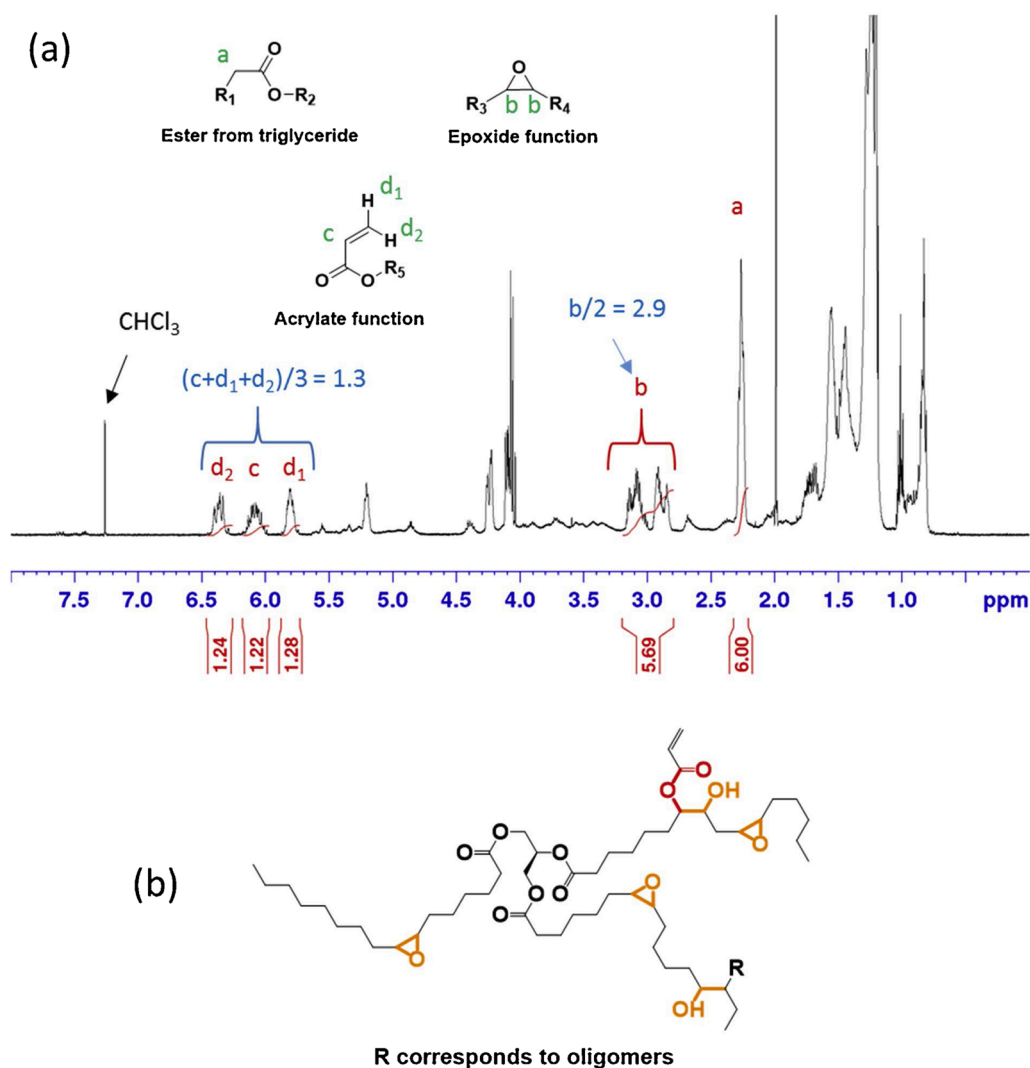 (a)
a
O
R₁
O–R₂
Ester from triglyceride
O
R₃
b b
R₄
Epoxide function
H d₁
c
H d₂
O
O
R₅
Acrylate function
CHCl₃
(c+d₁+d₂)/3 = 1.3
d₂ c d₁
b/2 = 2.9
b
a
7.5 7.0 6.5 6.0 5.5 5.0 4.5 4.0 3.5 3.0 2.5 2.0 1.5 1.0 ppm
1.24 1.22 1.28 5.69 6.00
(b)
O
O
OH
O
O
O
O
O
O
O
O
O
R
OH
R corresponds to oligomers